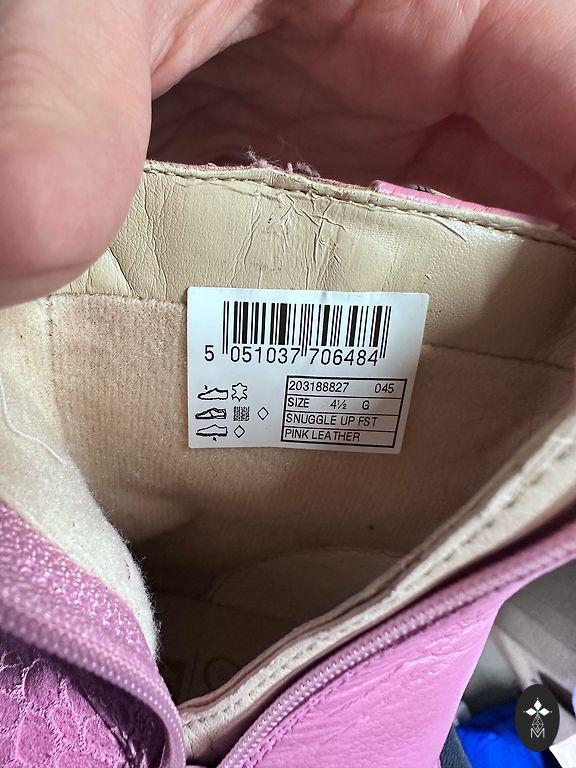 5 051037 706484
203188827 045
SIZE 4½ G
SNUGGLE UP FST
PINK LEATHER
M